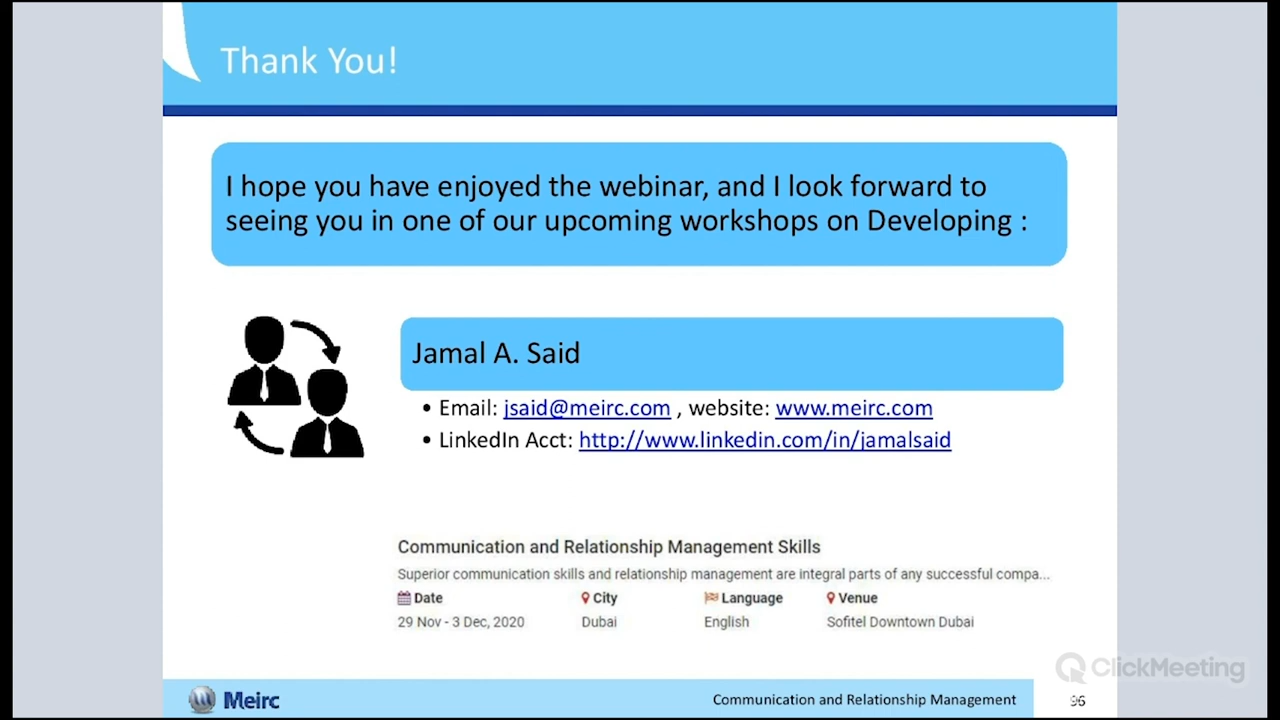 Thank You!
I hope you have enjoyed the webinar, and I look forward to
seeing you in one of our upcoming workshops on Developing :
Jamal A. Said
• Email: jsaid@meirc.com , website: www.meirc.com
• LinkedIn Acct: http://www.linkedin.com/in/jamalsaid
Communication and Relationship Management Skills
Superior communication skills and relationship management are integral parts of any successful compa...
Date City Language Venue
29 Nov - 3 Dec, 2020 Dubai English Sofitel Downtown Dubai
ClickMeeting
Meirc Communication and Relationship Management 96